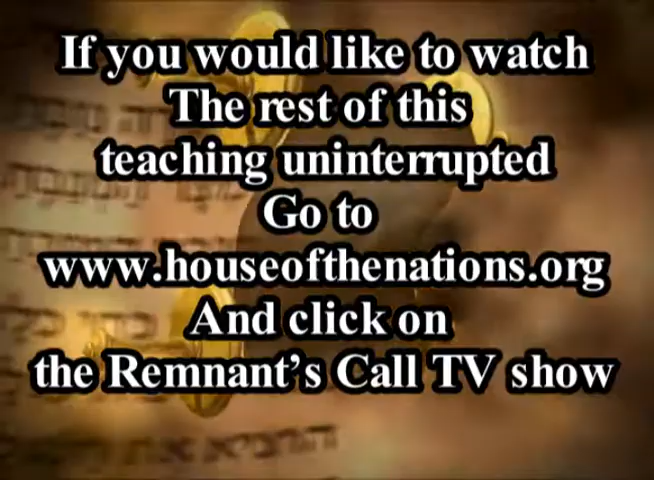 If you would like to watch
The rest of this
teaching uninterrupted
Go to
www.houseofthenations.org
And click on
the Remnant's Call TV show